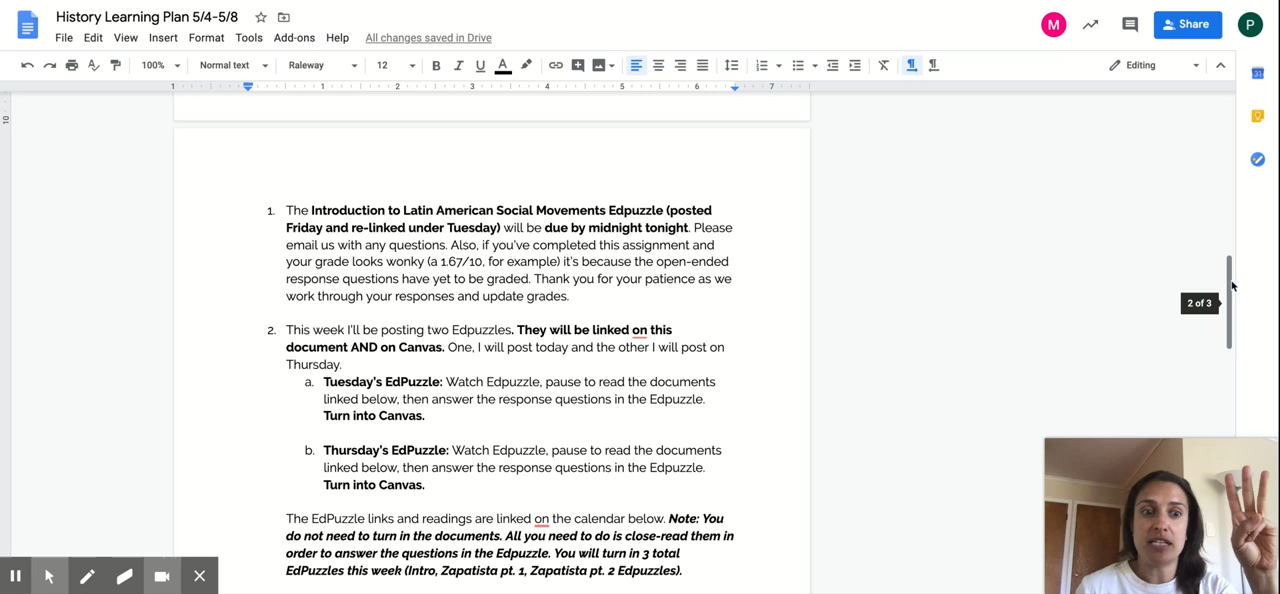 History Learning Plan 5/4-5/8
M
Share
P
File Edit View Insert Format Tools Add-ons Help All changes saved in Drive
100% Normal text Raleway 12 B I U A Editing
1 1 2 3 4 5 6 7
31
10
1. The Introduction to Latin American Social Movements Edpuzzle (posted
Friday and re-linked under Tuesday) will be due by midnight tonight. Please
email us with any questions. Also, if you've completed this assignment and
your grade looks wonky (a 1.67/10, for example) it's because the open-ended
response questions have yet to be graded. Thank you for your patience as we
work through your responses and update grades.
2. This week I'll be posting two Edpuzzles. They will be linked on this
document AND on Canvas. One, I will post today and the other I will post on
Thursday.
a. Tuesday's EdPuzzle: Watch Edpuzzle, pause to read the documents
linked below, then answer the response questions in the Edpuzzle.
Turn into Canvas.
b. Thursday's EdPuzzle: Watch Edpuzzle, pause to read the documents
linked below, then answer the response questions in the Edpuzzle.
Turn into Canvas.
The EdPuzzle links and readings are linked on the calendar below. Note: You
do not need to turn in the documents. All you need to do is close-read them in
order to answer the questions in the Edpuzzle. You will turn in 3 total
EdPuzzles this week (Intro, Zapatista pt. 1, Zapatista pt. 2 Edpuzzles).
2 of 3